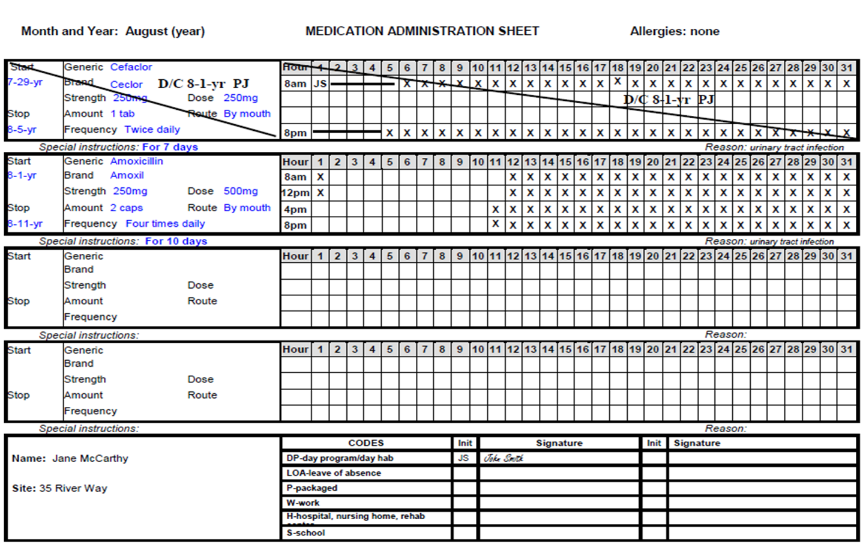 Month and Year: August (year) MEDICATION ADMINISTRATION SHEET Allergies: none
Start Generic Cefaclor Hour 1 2 3 4 5 6 7 8 9 10 11 12 13 14 15 16 17 18 19 20 21 22 23 24 25 26 27 28 29 30 31
7-29-yr Brand Ceclor D/C 8-1-yr PJ 8am JS X X X X X X X X X X X X X X X X X X X X X X X X X X
Strength 250mg Dose 250mg D/C 8-1-yr PJ
Stop Amount 1 tab Route By mouth
8-5-yr Frequency Twice daily 8pm X X X X X X X X X X X X X X X X X X X X X X X X X X X
Special instructions: For 7 days Reason: urinary tract infection
Start Generic Amoxicillin Hour 1 2 3 4 5 6 7 8 9 10 11 12 13 14 15 16 17 18 19 20 21 22 23 24 25 26 27 28 29 30 31
8-1-yr Brand Amoxil 8am X X X X X X X X X X X X X X X X X X X X X
Strength 250mg Dose 500mg 12pm X X X X X X X X X X X X X X X X X X X X X
Stop Amount 2 caps Route By mouth 4pm X X X X X X X X X X X X X X X X X X X X X
8-11-yr Frequency Four times daily 8pm X X X X X X X X X X X X X X X X X X X X X
Special instructions: For 10 days Reason: urinary tract infection
Start Generic Hour 1 2 3 4 5 6 7 8 9 10 11 12 13 14 15 16 17 18 19 20 21 22 23 24 25 26 27 28 29 30 31
Brand
Strength Dose
Stop Amount Route
Frequency
Special instructions: Reason:
Start Generic Hour 1 2 3 4 5 6 7 8 9 10 11 12 13 14 15 16 17 18 19 20 21 22 23 24 25 26 27 28 29 30 31
Brand
Strength Dose
Stop Amount Route
Frequency
Special instructions: Reason:
CODES Init Signature Init Signature
Name: Jane McCarthy DP-day program/day hab JS John Smith
LOA-leave of absence
Site: 35 River Way P-packaged
W-work
H-hospital, nursing home, rehab
S-school